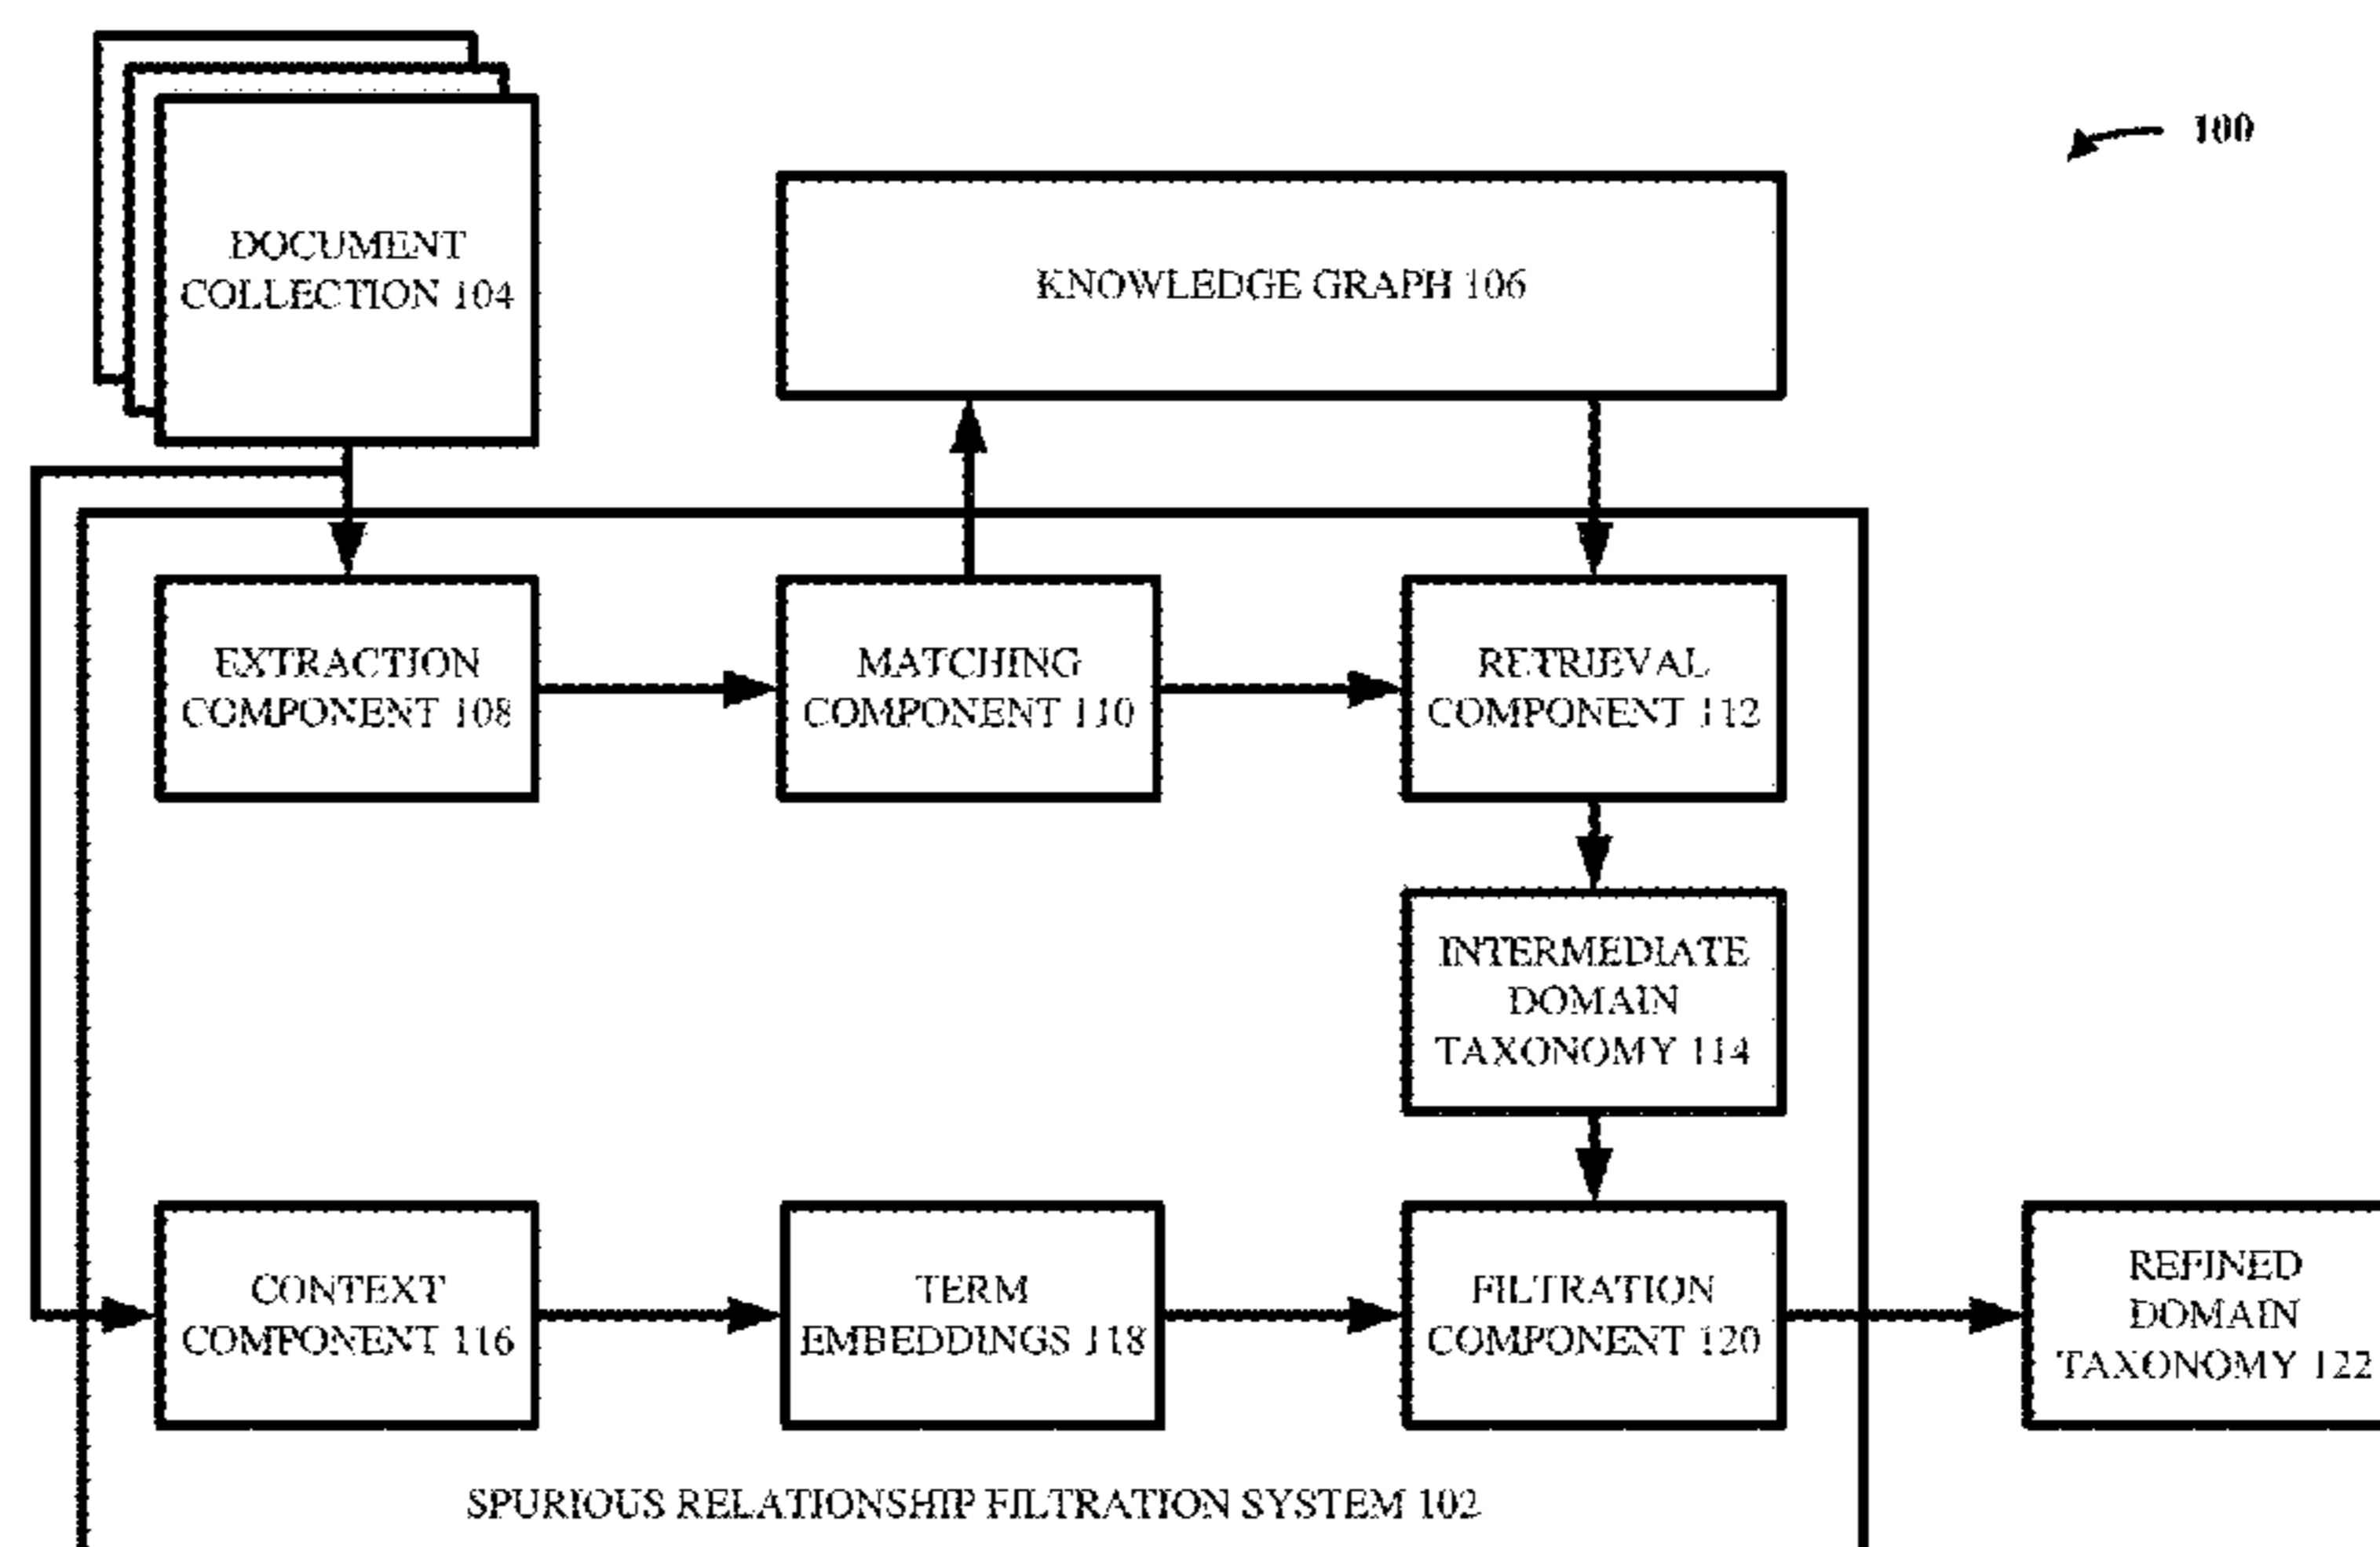 100
DOCUMENT
COLLECTION 104
KNOWLEDGE GRAPH 106
EXTRACTION
COMPONENT 108
MATCHING
COMPONENT 110
RETRIEVAL
COMPONENT 112
INTERMEDIATE
DOMAIN
TAXONOMY 114
CONTEXT
COMPONENT 116
TERM
EMBEDDINGS 118
FILTRATION
COMPONENT 120
REFINED
DOMAIN
TAXONOMY 122
SPURIOUS RELATIONSHIP FILTRATION SYSTEM 102